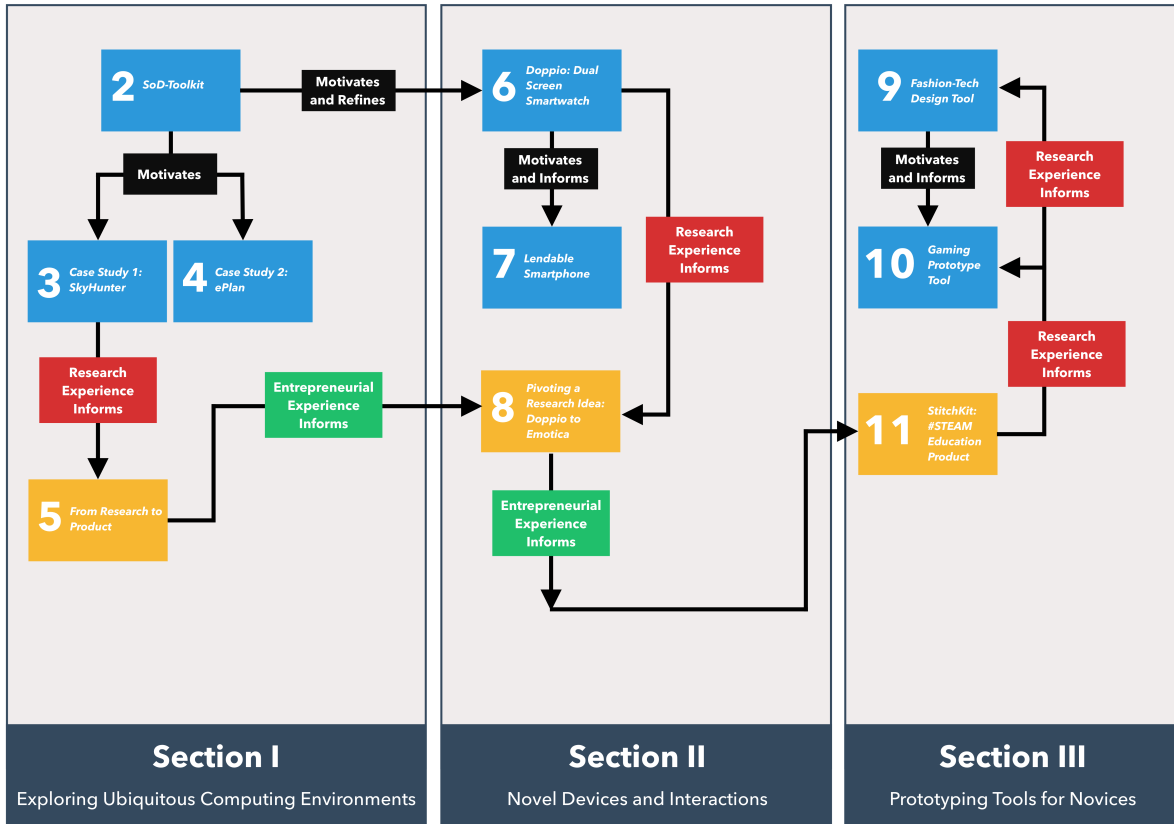 2
SoD-Toolkit
Motivates
and Refines
Motivates
3
Case Study 1:
SkyHunter
4
Case Study 2:
ePlan
Research
Experience
Informs
Entrepreneurial
Experience
Informs
5
From Research to
Product
Section I
Exploring Ubiquitous Computing Environments
6
Doppio: Dual
Screen
Smartwatch
Motivates
and Informs
7
Lendable
Smartphone
Research
Experience
Informs
8
Pivoting a
Research Idea:
Doppio to
Emotica
Entrepreneurial
Experience
Informs
Section II
Novel Devices and Interactions
9
Fashion-Tech
Design Tool
Motivates
and Informs
Research
Experience
Informs
10
Gaming
Prototype
Tool
Research
Experience
Informs
11
StitchKit:
#STEAM
Education
Product
Section III
Prototyping Tools for Novices